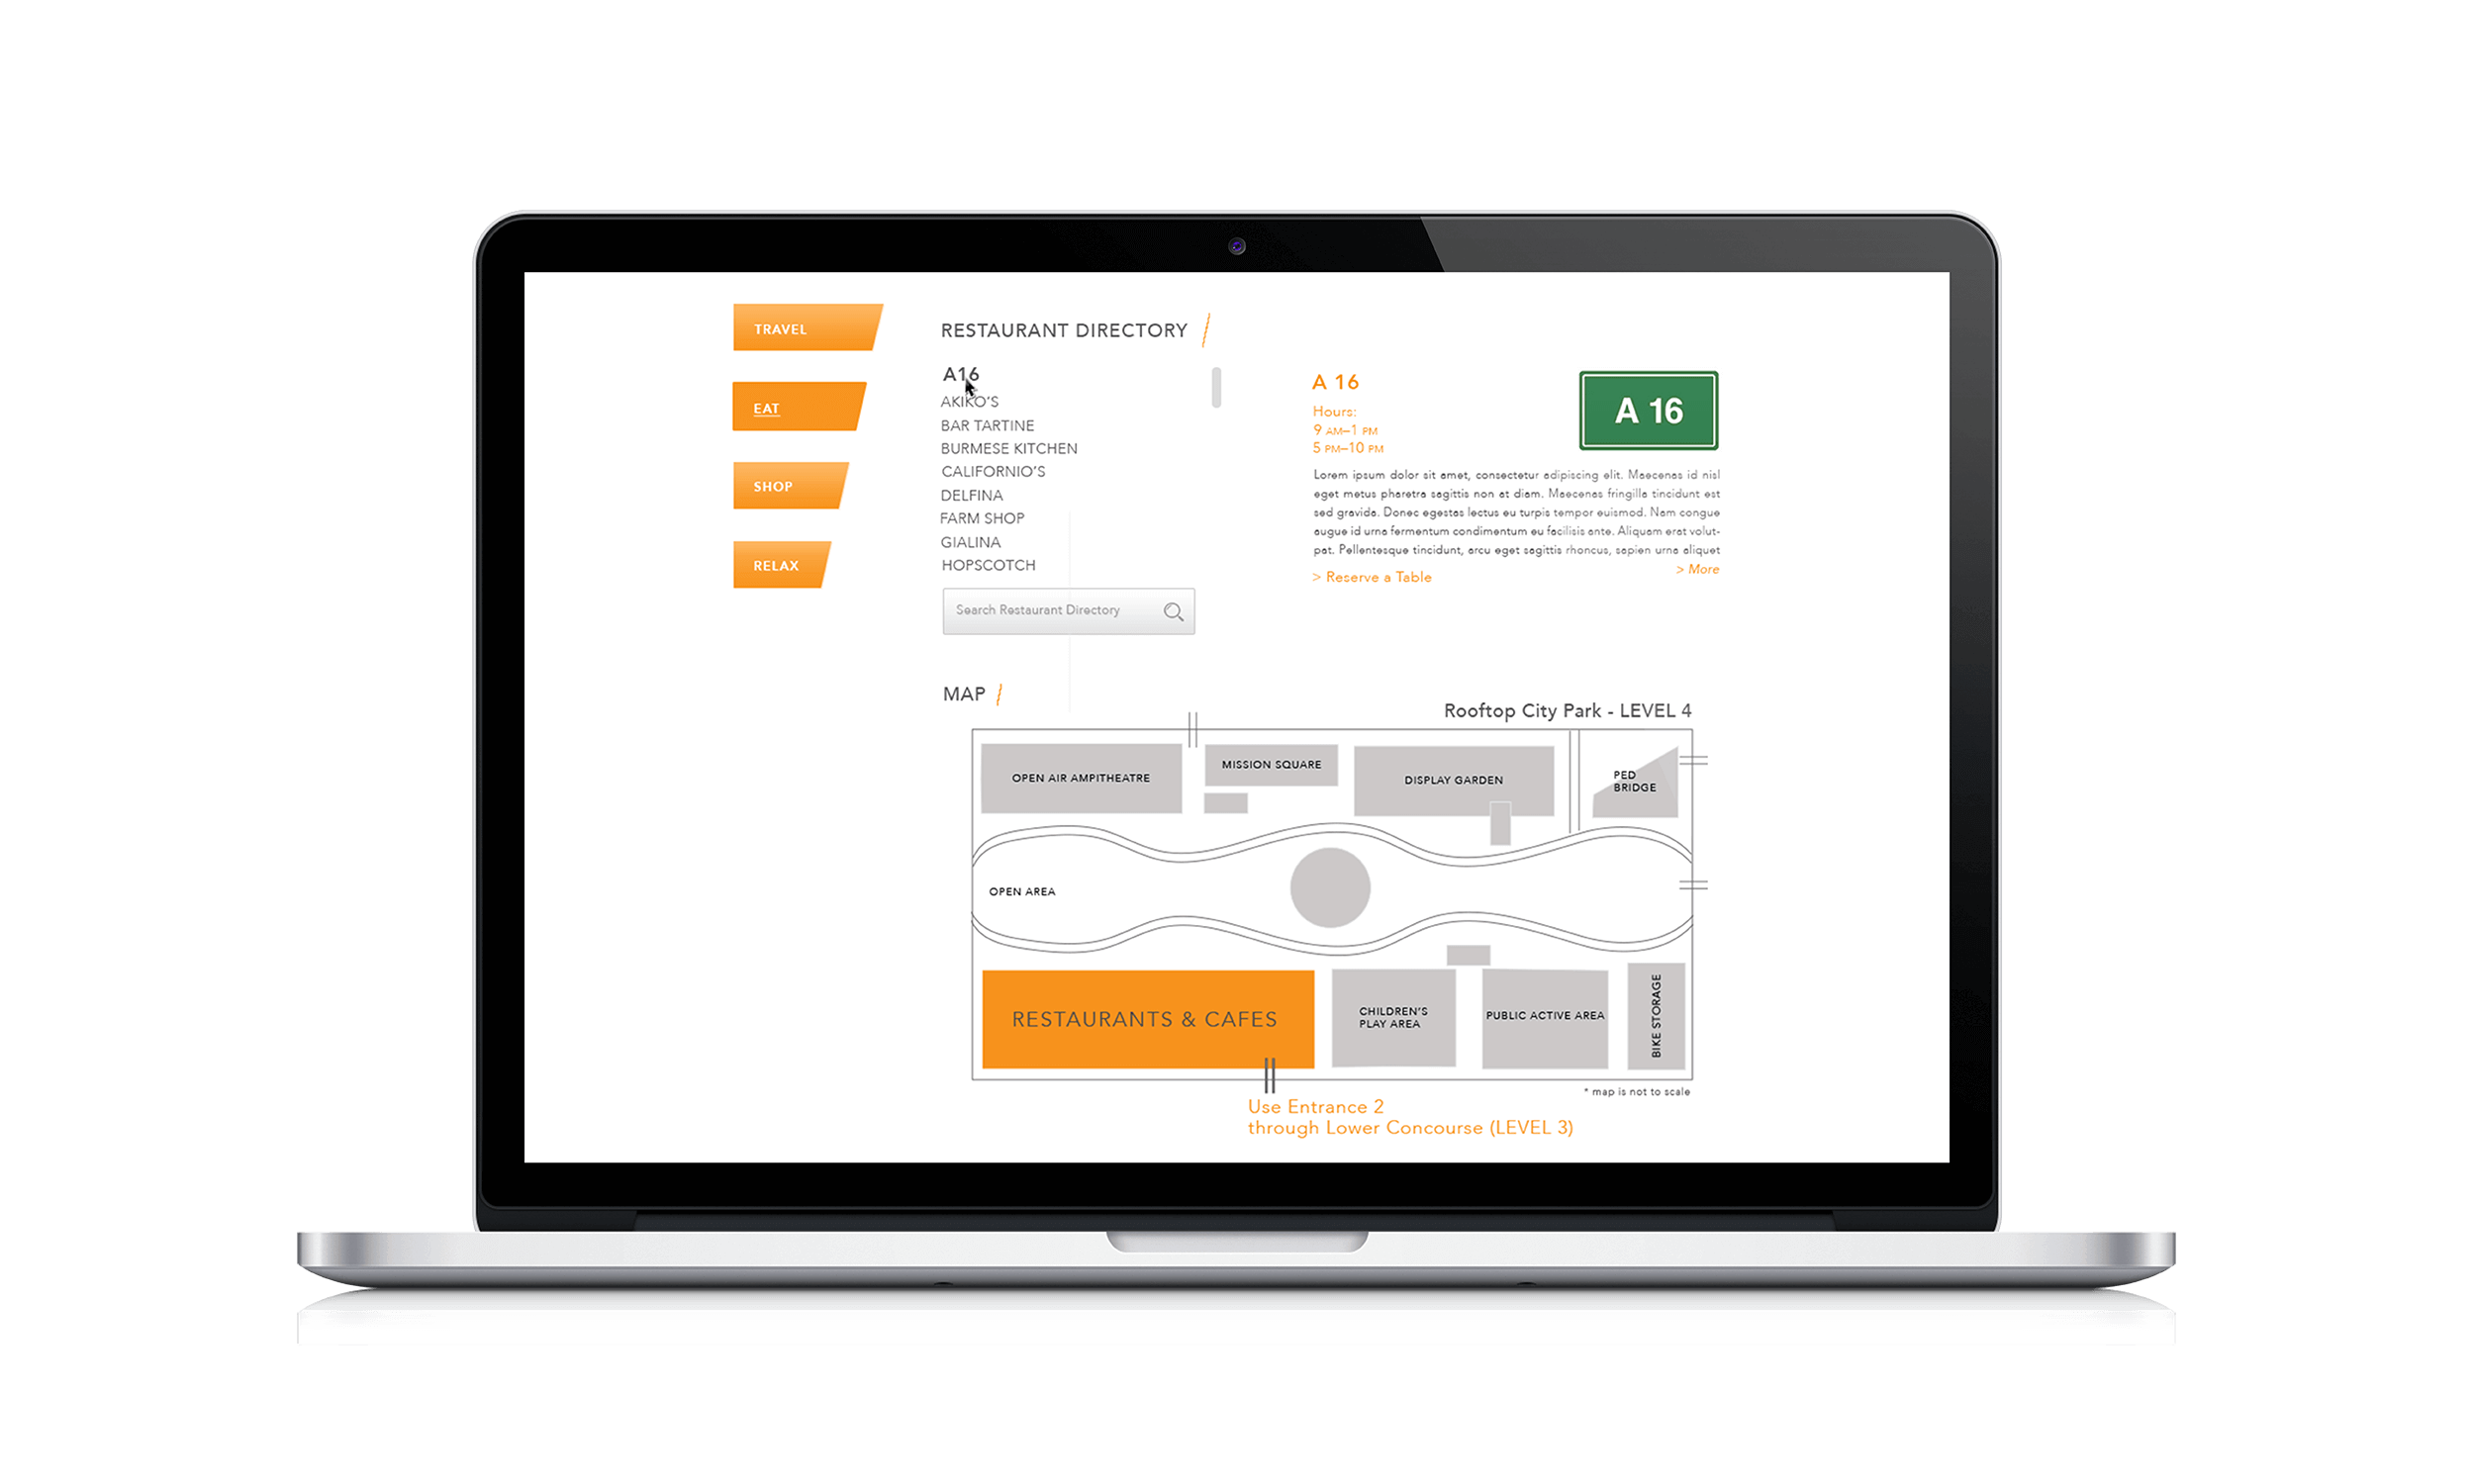 TRAVEL
EAT
SHOP
RELAX
RESTAURANT DIRECTORY /
A16
AKIKO'S
BAR TARTINE
BURMESE KITCHEN
CALIFORNIO'S
DELFINA
FARM SHOP
GIALINA
HOPSCOTCH
Search Restaurant Directory
A 16
Hours:
9 AM–1 PM
5 PM–10 PM
A 16
Lorem ipsum dolor sit amet, consectetur adipiscing elit. Maecenas id nisl
eget metus pharetra sagittis non at diam. Maecenas fringilla tincidunt est
sed gravida. Donec egestas lectus eu turpis tempor euismod. Nam congue
augue id urna fermentum condimentum eu facilisis ante. Aliquam erat volut-
pat. Pellentesque tincidunt, arcu eget sagittis rhoncus, sapien urna aliquet
> More
> Reserve a Table
MAP /
Rooftop City Park - LEVEL 4
OPEN AIR AMPITHEATRE
MISSION SQUARE
DISPLAY GARDEN
PED
BRIDGE
OPEN AREA
RESTAURANTS & CAFES
CHILDREN'S
PLAY AREA
PUBLIC ACTIVE AREA
BIKE STORAGE
* map is not to scale
Use Entrance 2
through Lower Concourse (LEVEL 3)